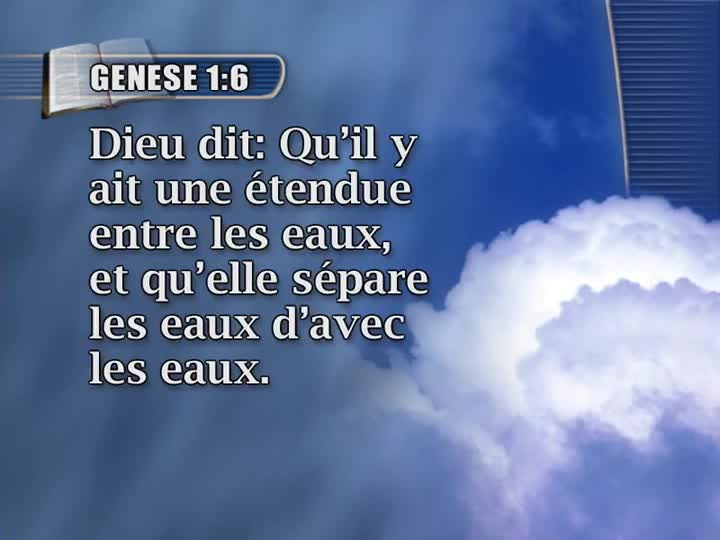 GENESE 1:6
Dieu dit: Qu’il y
ait une étendue
entre les eaux,
et qu’elle sépare
les eaux d’avec
les eaux.